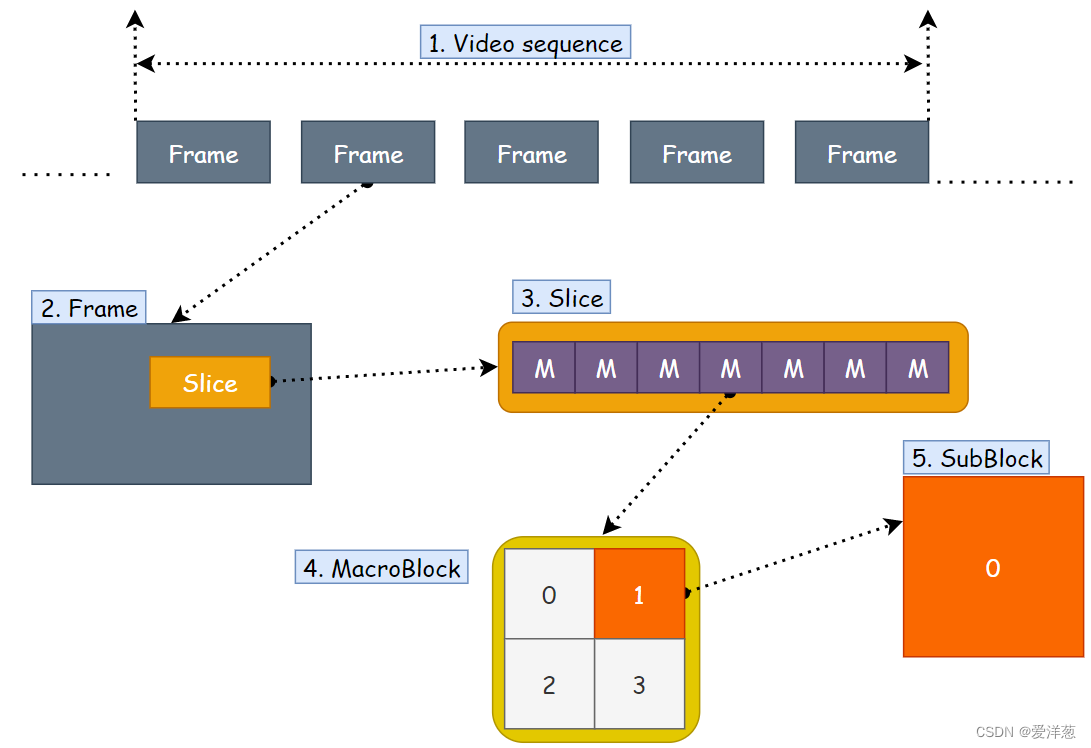 1. Video sequence
Frame Frame Frame Frame Frame
2. Frame
Slice
3. Slice
M M M M M M M
4. MacroBlock
0 1
2 3
5. SubBlock
0
CSDN @爱洋葱